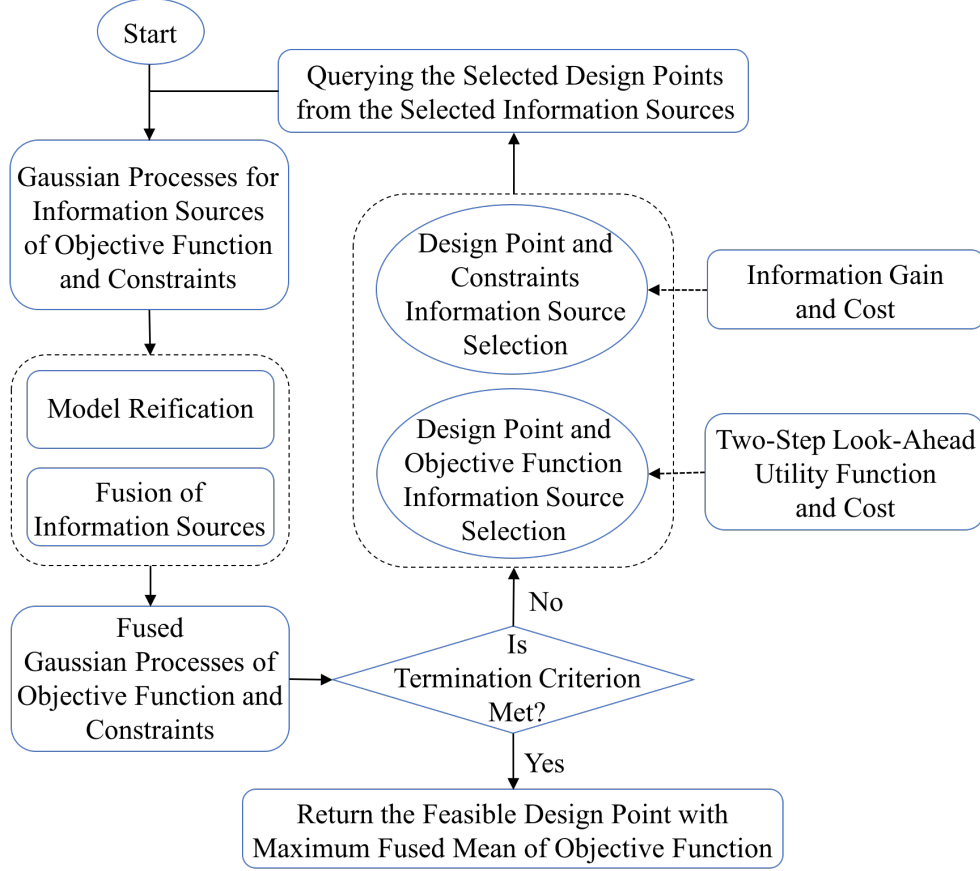 Start
Querying the Selected Design Points
from the Selected Information Sources
Gaussian Processes for
Information Sources
of Objective Function
and Constraints
Design Point and
Constraints
Information Source
Selection
Information Gain
and Cost
Model Reification
Fusion of
Information Sources
Design Point and
Objective Function
Information Source
Selection
Two-Step Look-Ahead
Utility Function
and Cost
No
Fused
Gaussian Processes of
Objective Function and
Constraints
Is
Termination Criterion
Met?
Yes
Return the Feasible Design Point with
Maximum Fused Mean of Objective Function